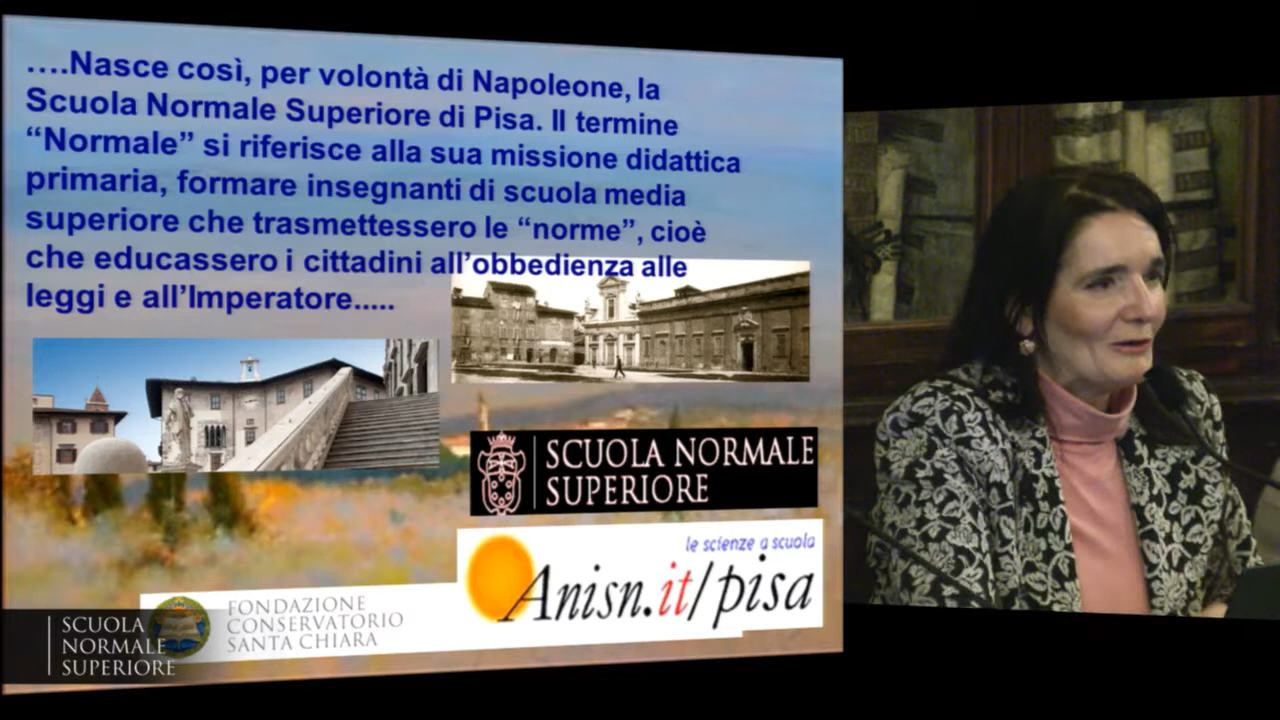 ….Nasce così, per volontà di Napoleone, la
Scuola Normale Superiore di Pisa. Il termine
“Normale” si riferisce alla sua missione didattica
primaria, formare insegnanti di scuola media
superiore che trasmettessero le “norme”, cioè
che educassero i cittadini all’obbedienza alle
leggi e all’Imperatore.....
SCUOLA NORMALE
SUPERIORE
le scienze a scuola
Anisn.it/pisa
FONDAZIONE
CONSERVATORIO
SANTA CHIARA
SCUOLA
NORMALE
SUPERIORE